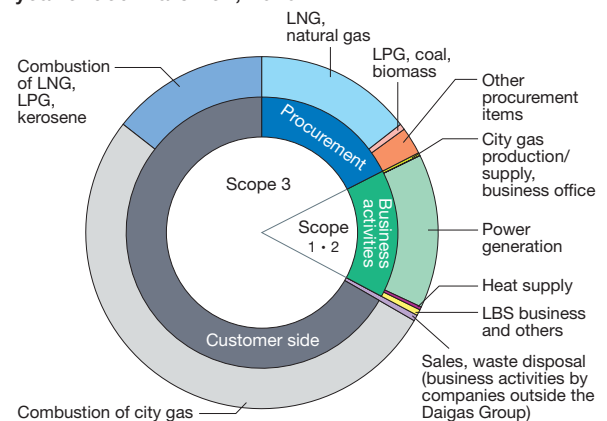 LNG,
natural gas
LPG, coal,
biomass
Other
procurement
items
City gas
production/
supply,
business office
Power
generation
Heat supply
LBS business
and others
Sales, waste disposal
(business activities by
companies outside the
Daigas Group)
Combustion of city gas
Combustion
of LNG,
LPG,
kerosene
Procurement
Business
activities
Customer side
Scope 3
Scope
1・2